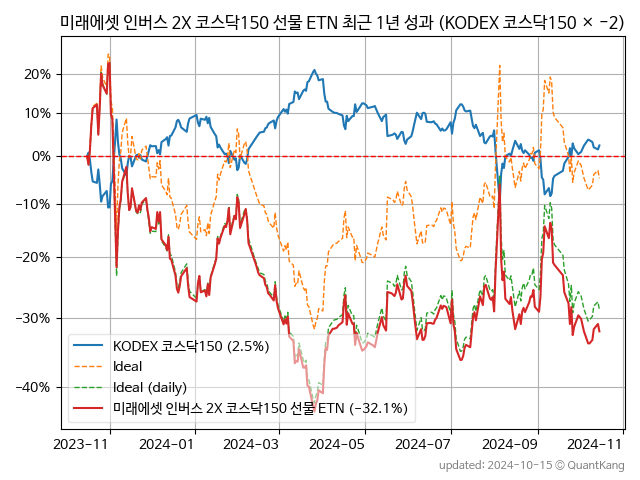 미래에셋 인버스 2X 코스닥150 선물 ETN 최근 1년 성과 (KODEX 코스닥150 × −2)
20%
10%
0%
−10%
−20%
−30%
−40%
KODEX 코스닥150 (2.5%)
Ideal
Ideal (daily)
미래에셋 인버스 2X 코스닥150 선물 ETN (−32.1%)
2023−11 2024−01 2024−03 2024−05 2024−07 2024−09 2024−11
updated: 2024-10-15 © QuantKang